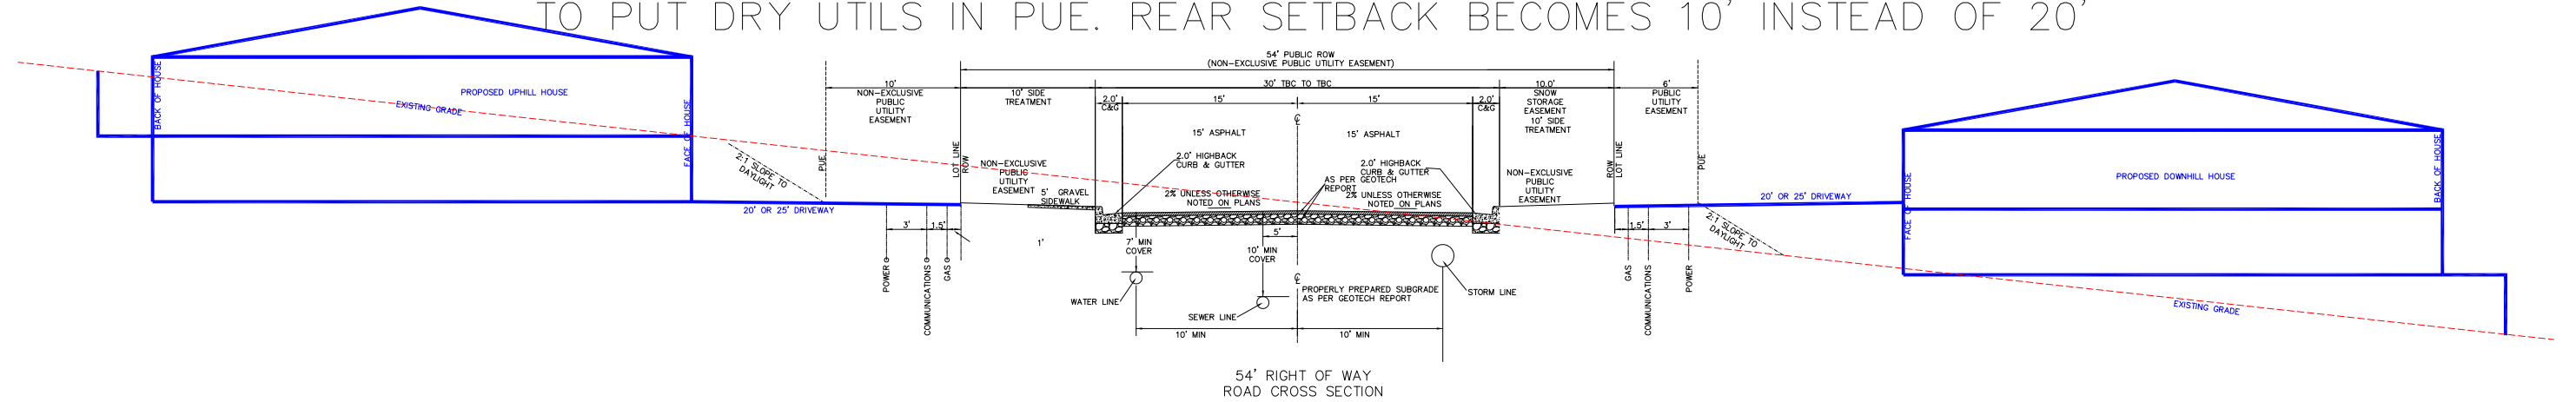 TO PUT DRY UTILS IN PUE. REAR SETBACK BECOMES 10' INSTEAD OF 20'
54' PUBLIC ROW
(NON-EXCLUSIVE PUBLIC UTILITY EASEMENT)
10'
NON-EXCLUSIVE
PUBLIC
UTILITY
EASEMENT
10' SIDE
TREATMENT
30' TBC TO TBC
10.0'
SNOW
STORAGE
EASEMENT
10' SIDE
TREATMENT
6'
PUBLIC
UTILITY
EASEMENT
2.0'
C&G
15'
15'
2.0'
C&G
BACK OF HOUSE
PROPOSED UPHILL HOUSE
EXISTING GRADE
FACE OF HOUSE
2:1 SLOPE TO
DAYLIGHT
PUE
LOT LINE
ROW
NON-EXCLUSIVE
PUBLIC
UTILITY
EASEMENT
5' GRAVEL
SIDEWALK
℄
15' ASPHALT
15' ASPHALT
2.0' HIGHBACK
CURB & GUTTER
2.0' HIGHBACK
CURB & GUTTER
AS PER GEOTECH
REPORT
2% UNLESS OTHERWISE
NOTED ON PLANS
2% UNLESS OTHERWISE
NOTED ON PLANS
NON-EXCLUSIVE
PUBLIC
UTILITY
EASEMENT
ROW
LOT LINE
PUE
20' OR 25' DRIVEWAY
20' OR 25' DRIVEWAY
FACE OF HOUSE
PROPOSED DOWNHILL HOUSE
BACK OF HOUSE
2:1 SLOPE TO
DAYLIGHT
3'
1.5'
1'
7' MIN
COVER
5'
10' MIN
COVER
1.5'
3'
POWER
COMMUNICATIONS
GAS
WATER LINE
SEWER LINE
℄
PROPERLY PREPARED SUBGRADE
AS PER GEOTECH REPORT
STORM LINE
GAS
COMMUNICATIONS
POWER
EXISTING GRADE
10' MIN
10' MIN
54' RIGHT OF WAY
ROAD CROSS SECTION